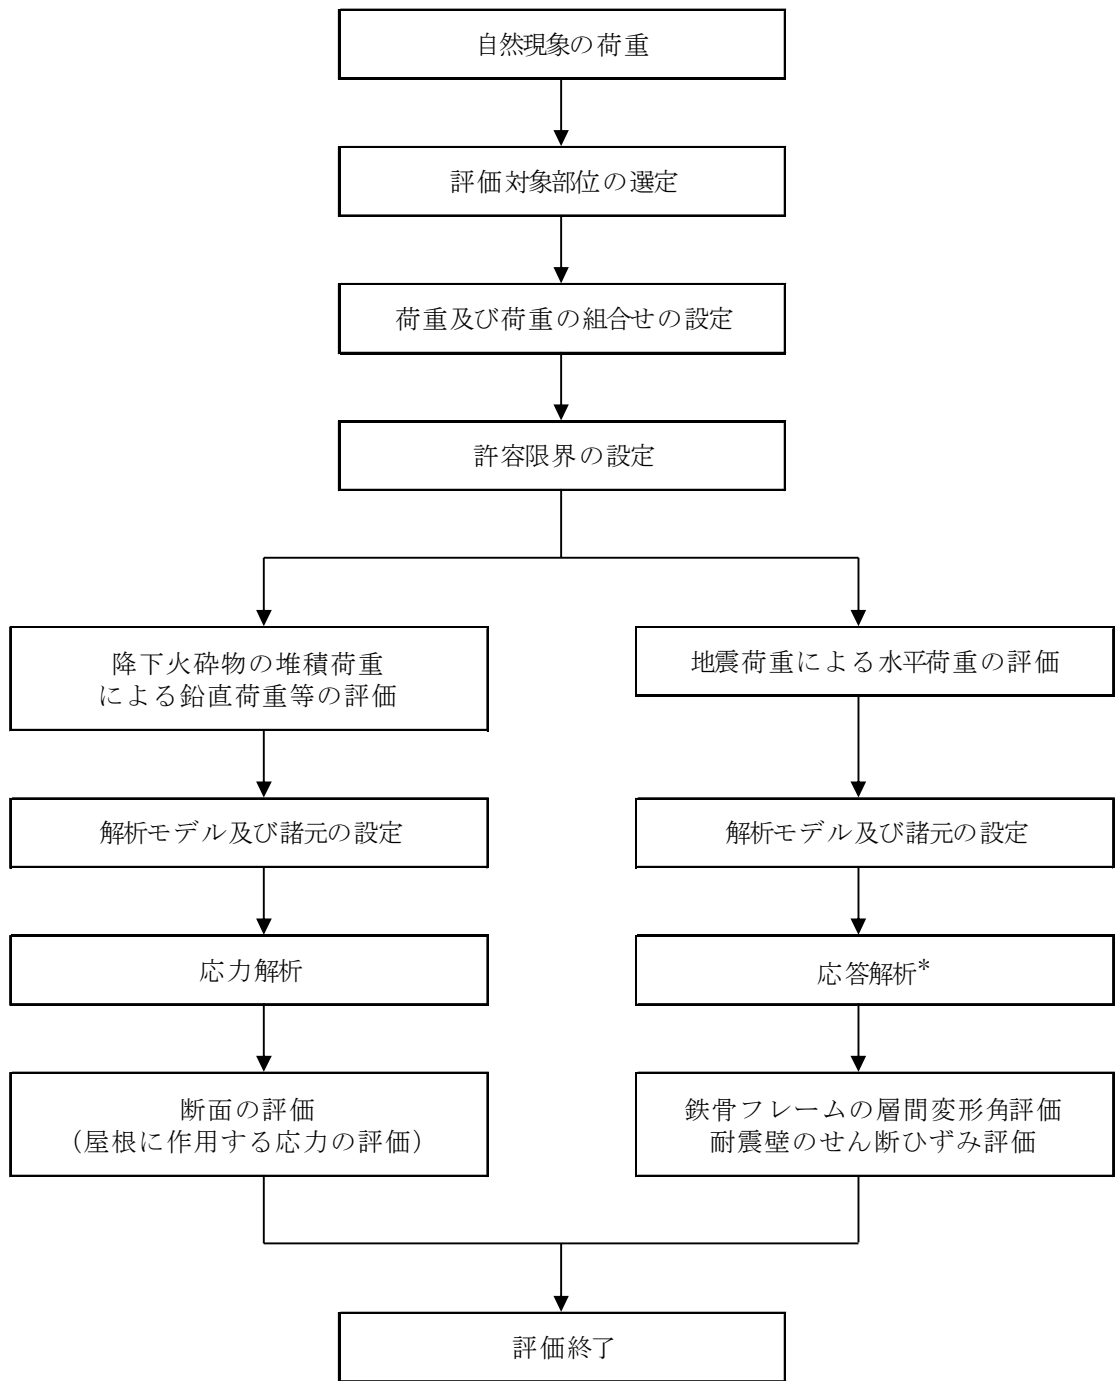 自然現象の荷重
評価対象部位の選定
荷重及び荷重の組合せの設定
許容限界の設定
降下火砕物の堆積荷重
による鉛直荷重等の評価
解析モデル及び諸元の設定
応力解析
断面の評価
(屋根に作用する応力の評価)
地震荷重による水平荷重の評価
解析モデル及び諸元の設定
応答解析*
鉄骨フレームの層間変形角評価
耐震壁のせん断ひずみ評価
評価終了